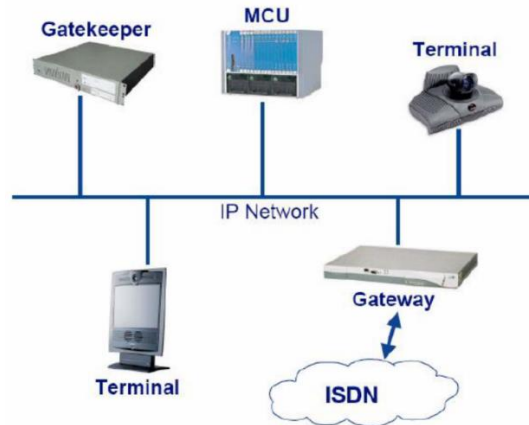 Gatekeeper
MCU
Terminal
IP Network
Gateway
Terminal
ISDN